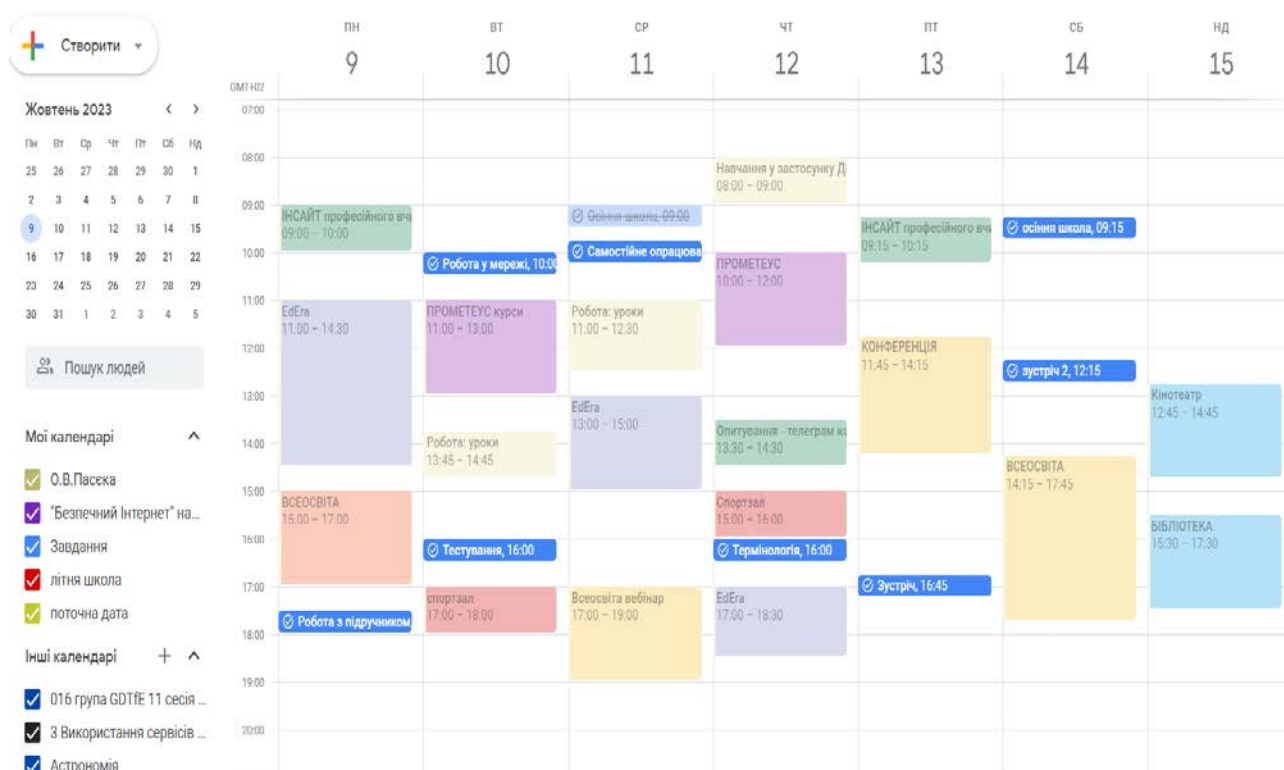 Створити
Жовтень 2023
Пн Вт Ср Чт Пт Сб Нд
25 26 27 28 29 30 1
2 3 4 5 6 7 8
9 10 11 12 13 14 15
16 17 18 19 20 21 22
23 24 25 26 27 28 29
30 31 1 2 3 4 5
Пошук людей
Мої календарі
О.В.Пасєка
"Безпечний Інтернет" на...
Завдання
літня школа
поточна дата
Інші календарі
016 група GDTfE 11 сесія ...
3 Використання сервісів ...
Астрономія
GMT+02
07:00
08:00
09:00
10:00
11:00
12:00
13:00
14:00
15:00
16:00
17:00
18:00
19:00
20:00
ПН
9
ІНСАЙТ професійного вчи
09:00 – 10:00
EdEra
11:00 – 14:30
ВСЕОСВІТА
15:00 – 17:00
Робота з підручником
ВТ
10
Робота у мережі, 10:00
ПРОМЕТЕУС курси
11:00 – 13:00
Робота: уроки
13:45 – 14:45
Тестування, 16:00
спортзал
17:00 – 18:00
СР
11
Осіння школа, 09:00
Самостійне опрацюва
Робота: уроки
11:00 – 12:30
EdEra
13:00 – 15:00
Всеосвіта вебінар
17:00 – 19:00
ЧТ
12
Навчання у застосунку Д
08:00 – 09:00
ПРОМЕТЕУС
10:00 – 12:00
Опитування - телеграм ка
13:30 – 14:30
Спортзал
15:00 – 16:00
Термінологія, 16:00
EdEra
17:00 – 18:30
ПТ
13
ІНСАЙТ професійного вчи
09:15 – 10:15
КОНФЕРЕНЦІЯ
11:45 – 14:15
Зустріч, 16:45
СБ
14
осіння школа, 09:15
зустріч 2, 12:15
ВСЕОСВІТА
14:15 – 17:45
НД
15
Кінотеатр
12:45 – 14:45
БІБЛІОТЕКА
15:30 – 17:30